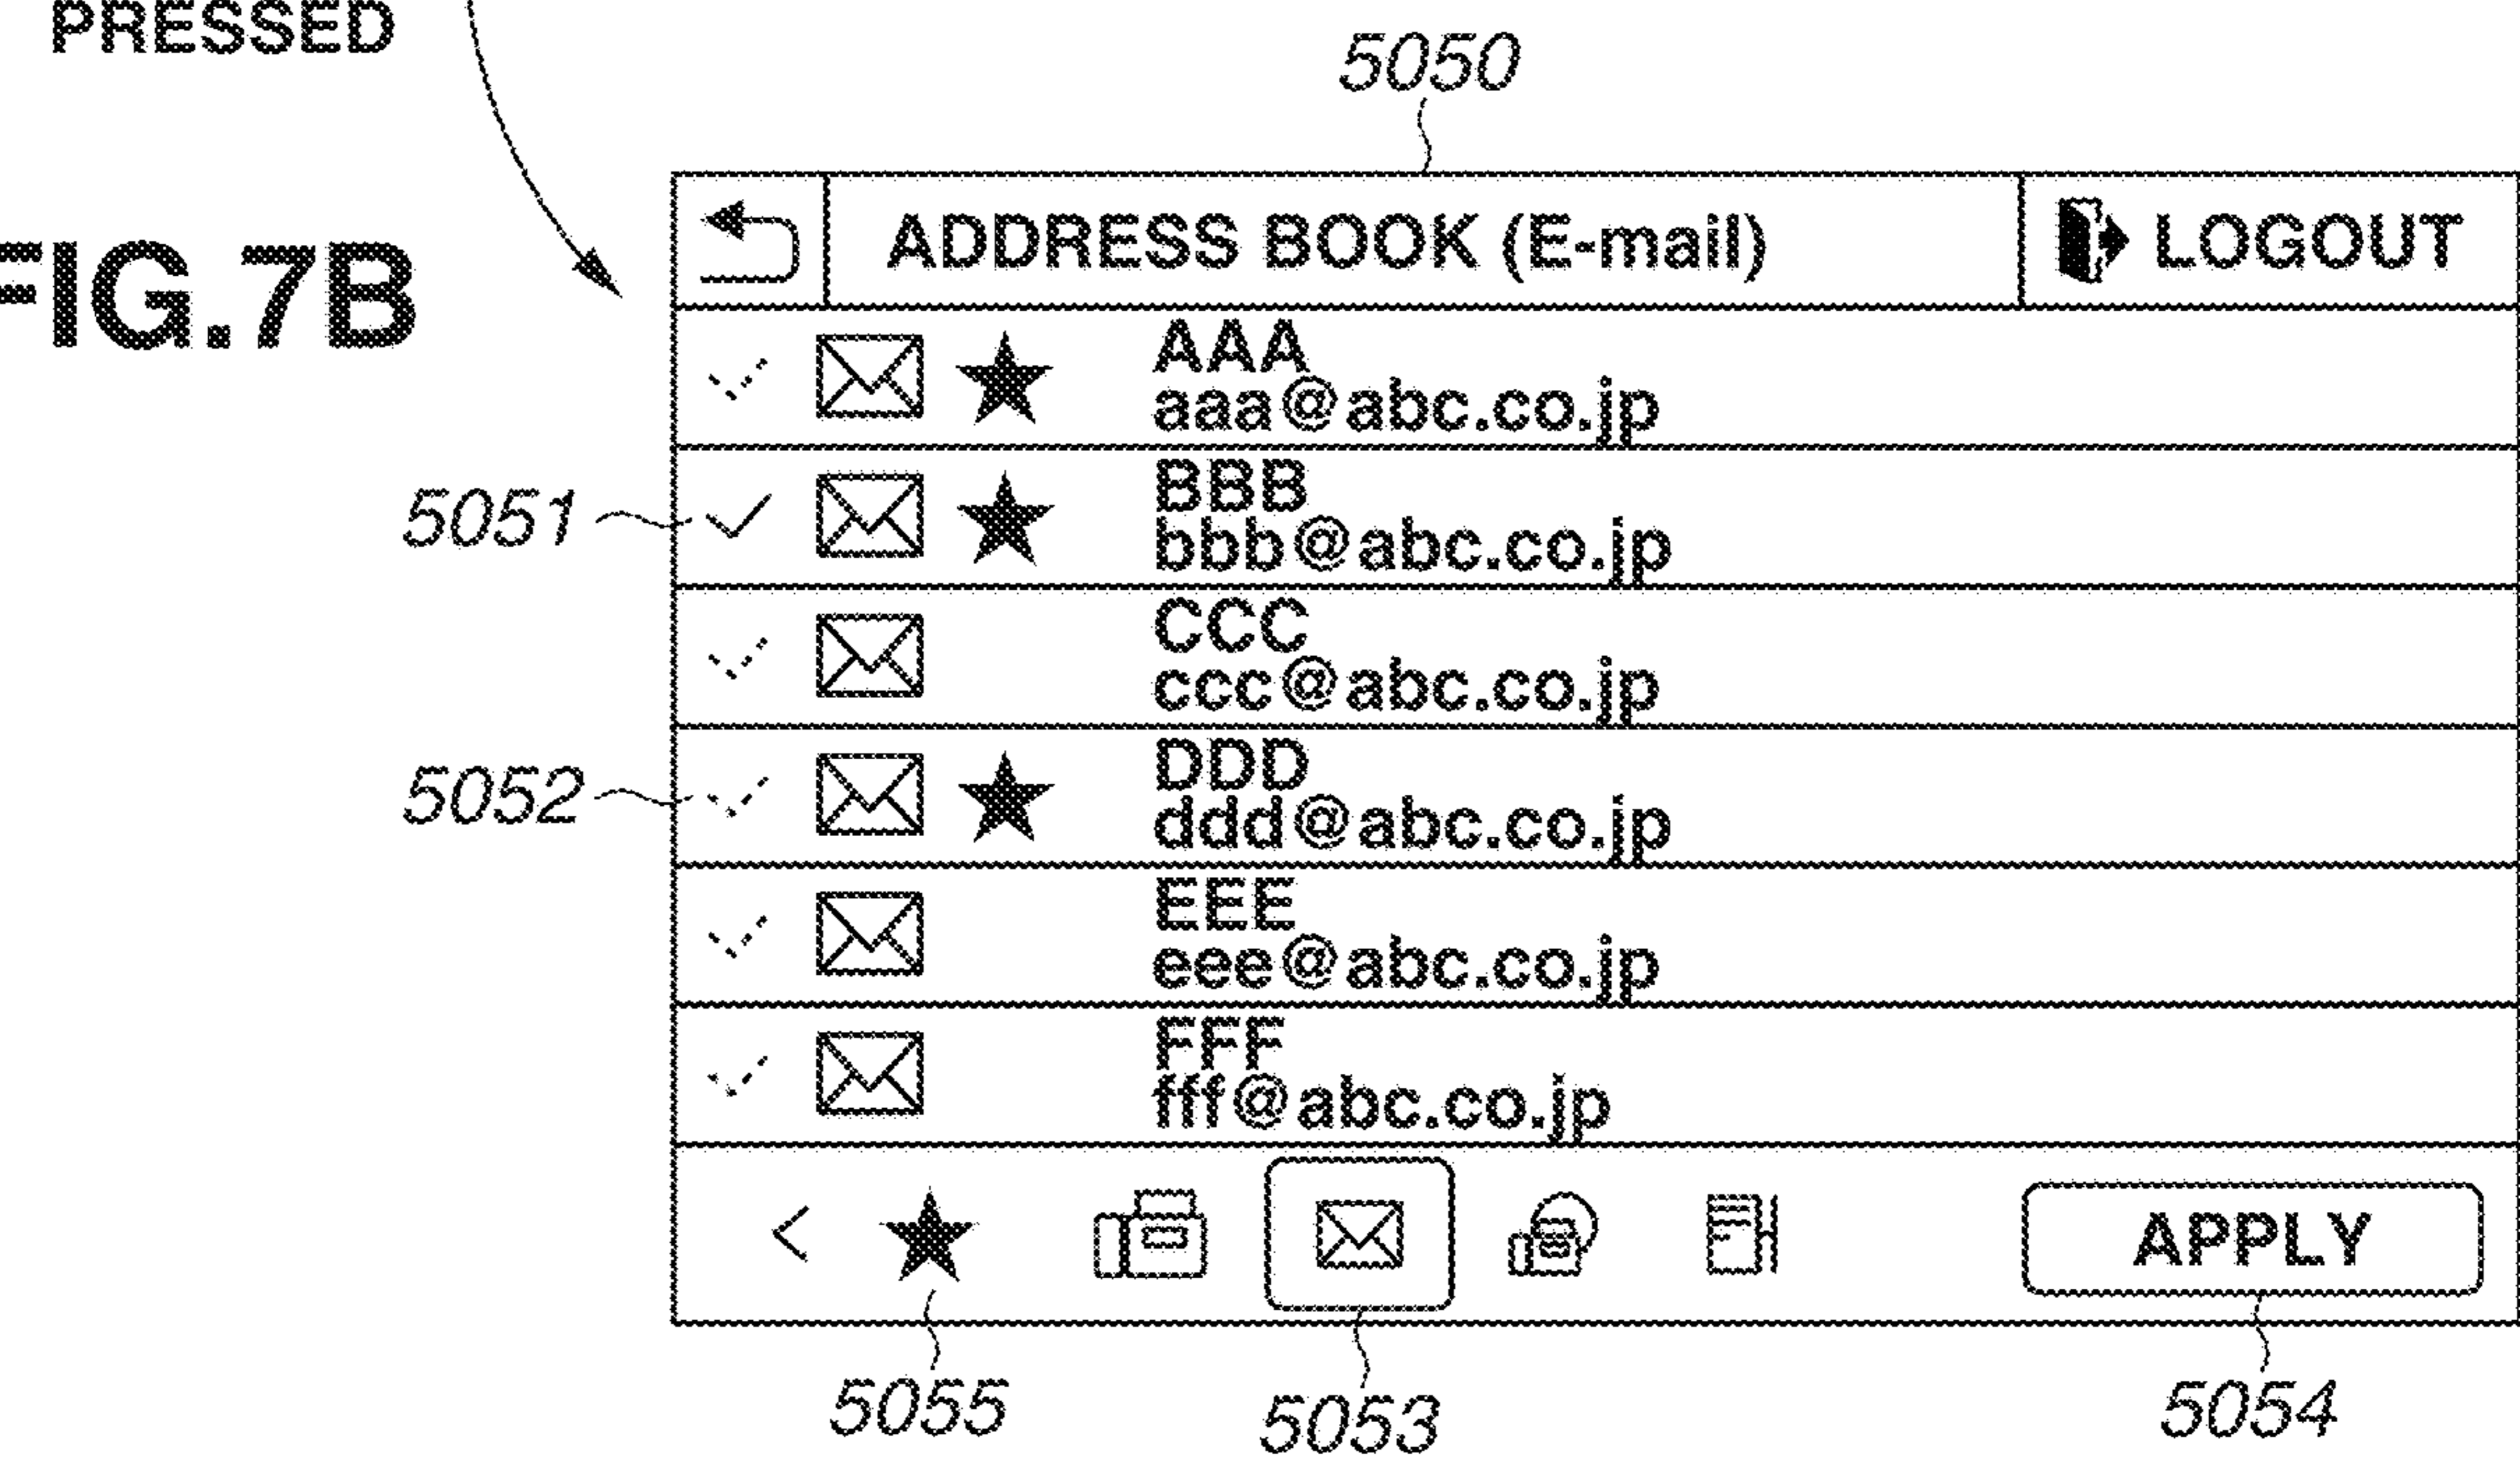 PRESSED
5050
FIG.7B
ADDRESS BOOK (E-mail)
LOGOUT
AAA
aaa@abc.co.jp
5051
BBB
bbb@abc.co.jp
CCC
ccc@abc.co.jp
5052
DDD
ddd@abc.co.jp
EEE
eee@abc.co.jp
FFF
fff@abc.co.jp
APPLY
5055
5053
5054